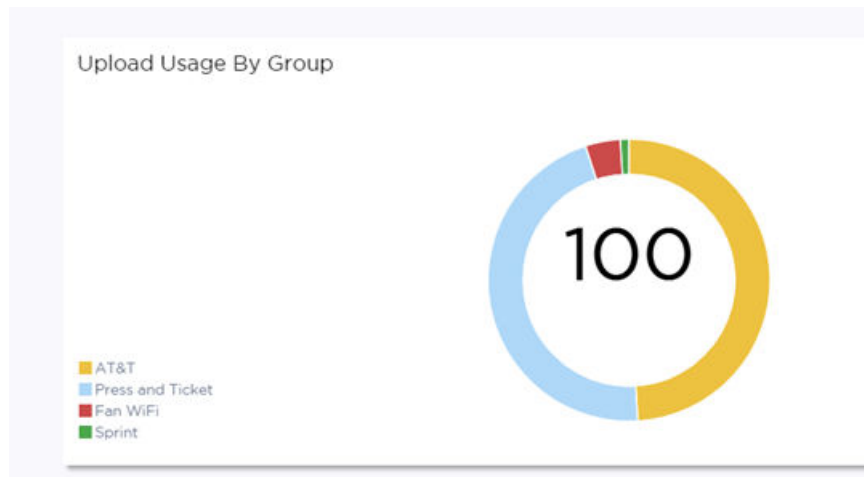 Upload Usage By Group
100
AT&T
Press and Ticket
Fan WiFi
Sprint